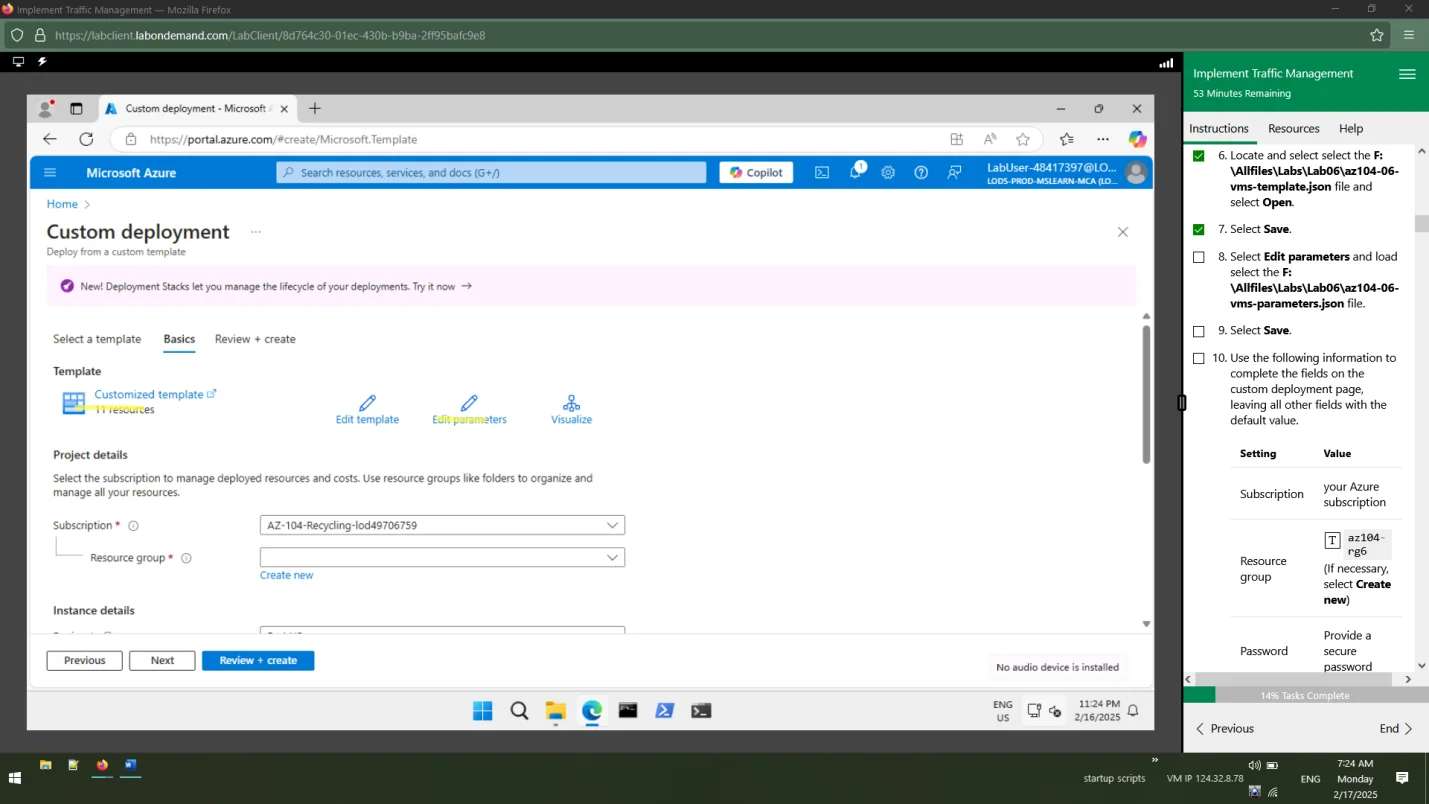 Implement Traffic Management — Mozilla Firefox
https://labclient.labondemand.com/LabClient/8d764c30-01ec-430b-b9ba-2ff95bafc9e8
Custom deployment - Microsoft A
https://portal.azure.com/#create/Microsoft.Template
Microsoft Azure
Search resources, services, and docs (G+/)
Copilot
1
LabUser-48417397@LO...
LODS-PROD-MSLEARN-MCA (LO...
Home
Custom deployment
...
Deploy from a custom template
New! Deployment Stacks let you manage the lifecycle of your deployments. Try it now →
Select a template
Basics
Review + create
Template
Customized template
11 resources
Edit template
Edit parameters
Visualize
Project details
Select the subscription to manage deployed resources and costs. Use resource groups like folders to organize and
manage all your resources.
Subscription *
AZ-104-Recycling-lod49706759
Resource group *
Create new
Instance details
Previous
Next
Review + create
No audio device is installed
ENG
US
11:24 PM
2/16/2025
Implement Traffic Management
53 Minutes Remaining
Instructions
Resources
Help
6. Locate and select select the F:
\Allfiles\Labs\Lab06\az104-06-
vms-template.json file and
select Open.
7. Select Save.
8. Select Edit parameters and load
select the F:
\Allfiles\Labs\Lab06\az104-06-
vms-parameters.json file.
9. Select Save.
10. Use the following information to
complete the fields on the
custom deployment page,
leaving all other fields with the
default value.
Setting
Value
Subscription
your Azure
subscription
Resource
group
T
az104-
rg6
(If necessary,
select Create
new)
Password
Provide a
secure
password
14% Tasks Complete
Previous
End
startup scripts
VM IP 124.32.8.78
ENG
7:24 AM
Monday
2/17/2025